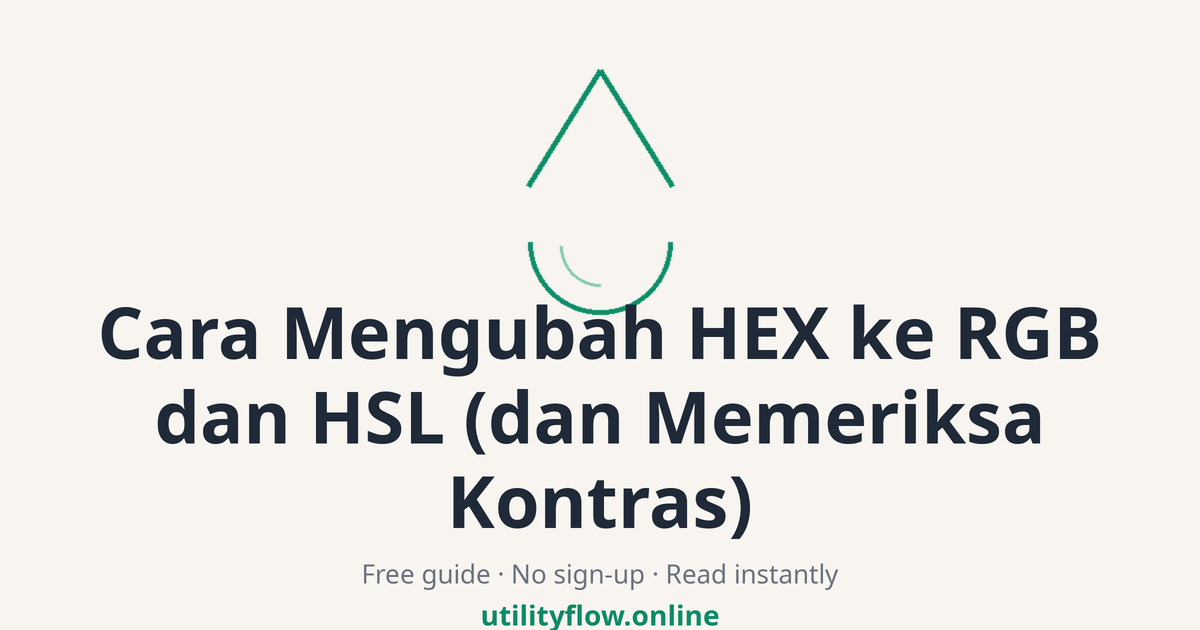 Cara Mengubah HEX ke RGB
dan HSL (dan Memeriksa
Kontras)
Free guide · No sign-up · Read instantly
utilityflow.online